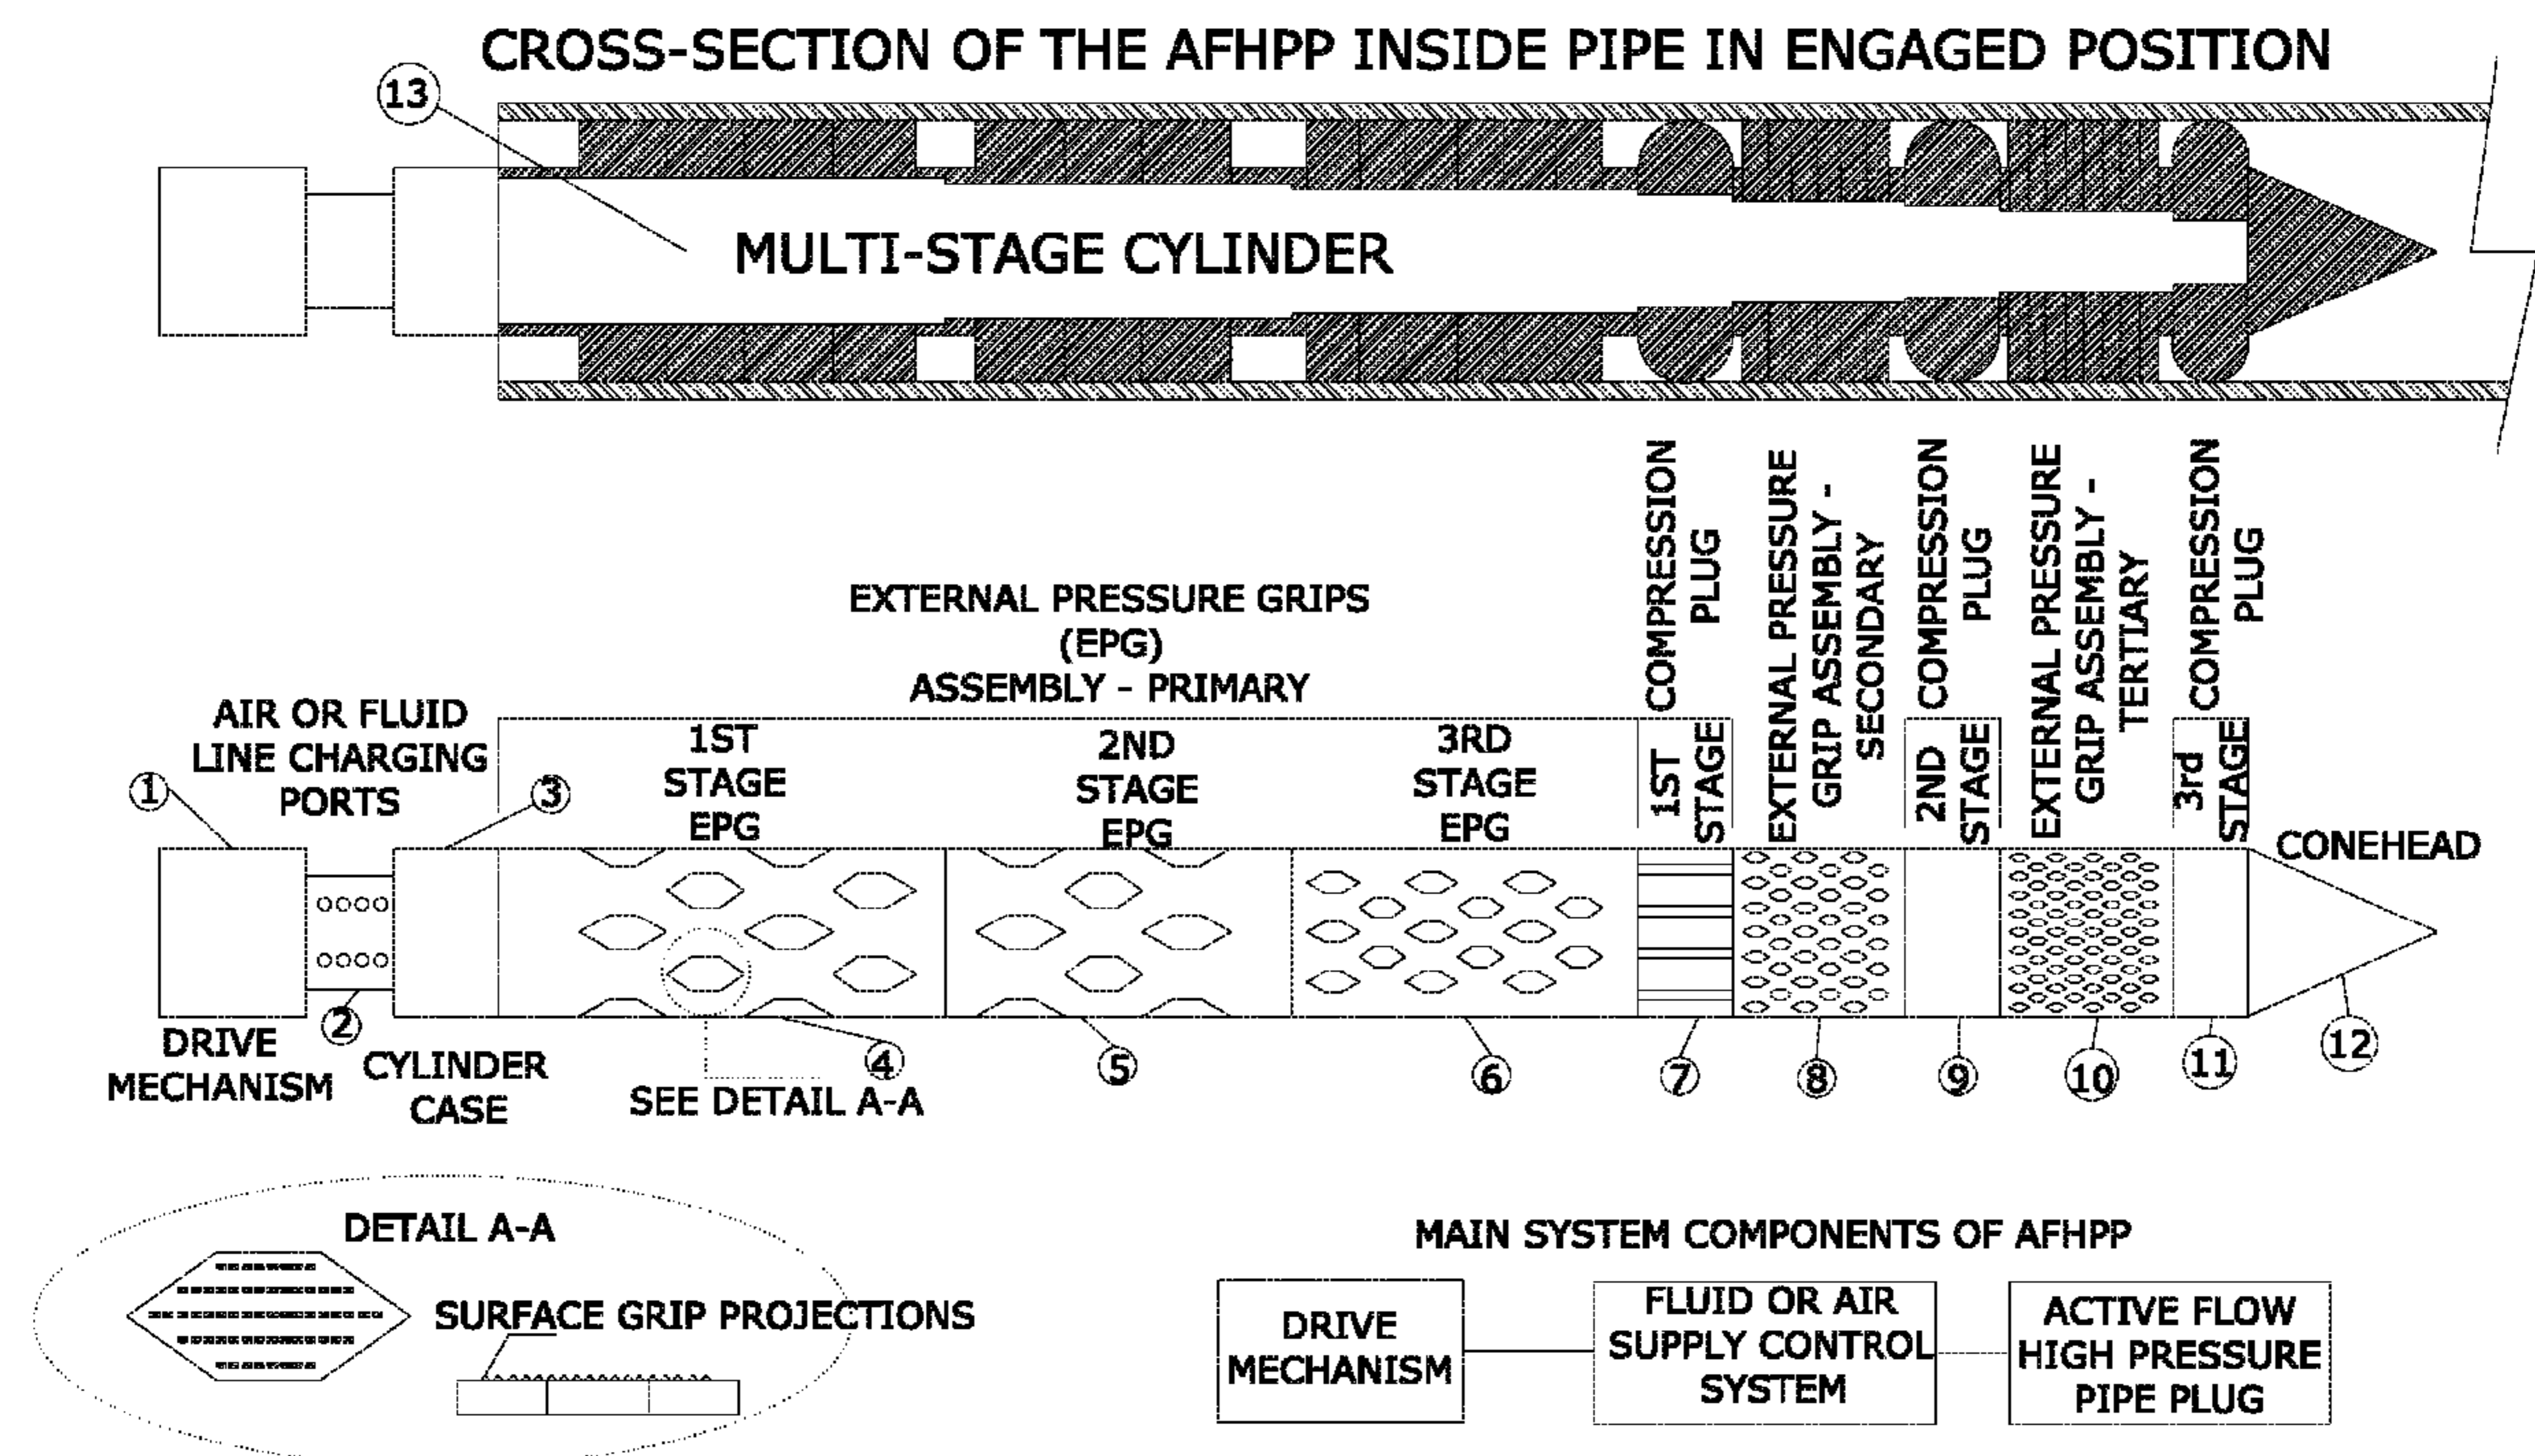 CROSS-SECTION OF THE AFHPP INSIDE PIPE IN ENGAGED POSITION
13
MULTI-STAGE CYLINDER
EXTERNAL PRESSURE GRIPS
(EPG)
ASSEMBLY - PRIMARY
AIR OR FLUID
LINE CHARGING
PORTS
1ST
STAGE
EPG
2ND
STAGE
EPG
3RD
STAGE
EPG
1ST STAGE
COMPRESSION
PLUG
EXTERNAL PRESSURE
GRIP ASSEMBLY -
SECONDARY
2ND STAGE
COMPRESSION
PLUG
EXTERNAL PRESSURE
GRIP ASSEMBLY -
TERTIARY
3rd STAGE
COMPRESSION
PLUG
CONEHEAD
1
3
2
4
5
6
7
8
9
10
11
12
DRIVE
MECHANISM
CYLINDER
CASE
SEE DETAIL A-A
DETAIL A-A
SURFACE GRIP PROJECTIONS
MAIN SYSTEM COMPONENTS OF AFHPP
DRIVE
MECHANISM
FLUID OR AIR
SUPPLY CONTROL
SYSTEM
ACTIVE FLOW
HIGH PRESSURE
PIPE PLUG